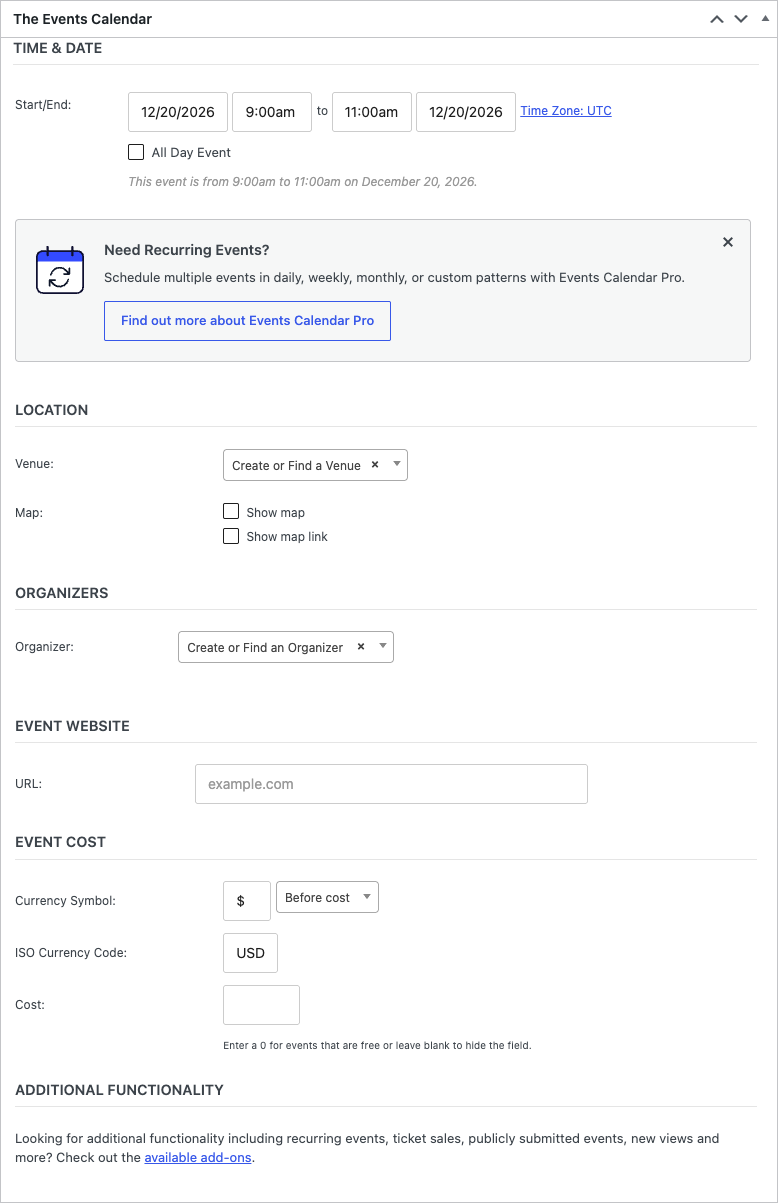 The Events Calendar
TIME & DATE
Start/End: 12/20/2026 9:00am to 11:00am 12/20/2026 Time Zone: UTC
All Day Event
This event is from 9:00am to 11:00am on December 20, 2026.
Need Recurring Events?
Schedule multiple events in daily, weekly, monthly, or custom patterns with Events Calendar Pro.
Find out more about Events Calendar Pro
LOCATION
Venue: Create or Find a Venue
Map: Show map
Show map link
ORGANIZERS
Organizer: Create or Find an Organizer
EVENT WEBSITE
URL: example.com
EVENT COST
Currency Symbol: $ Before cost
ISO Currency Code: USD
Cost:
Enter a 0 for events that are free or leave blank to hide the field.
ADDITIONAL FUNCTIONALITY
Looking for additional functionality including recurring events, ticket sales, publicly submitted events, new views and
more? Check out the available add-ons.